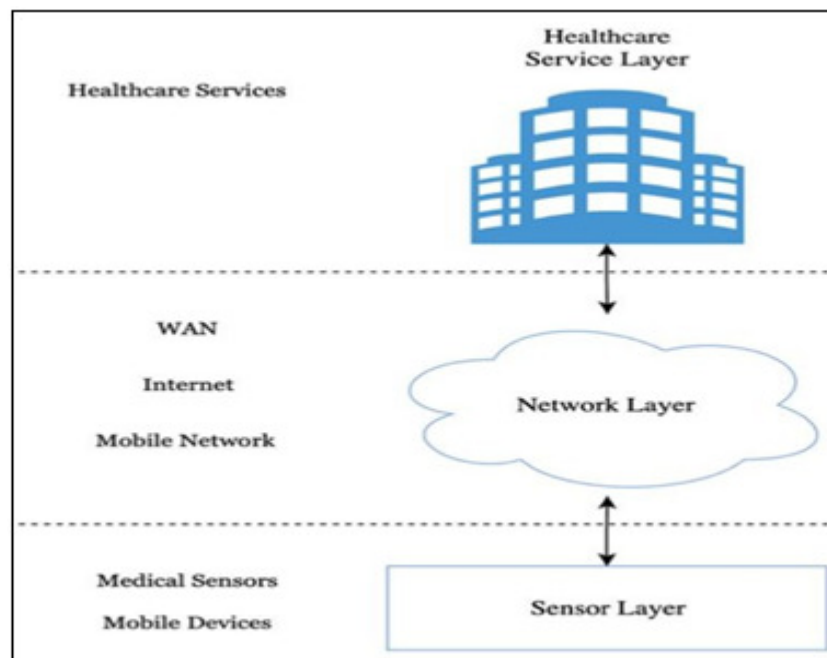 Healthcare
Service Layer
Healthcare Services
WAN
Internet
Mobile Network
Network Layer
Medical Sensors
Mobile Devices
Sensor Layer